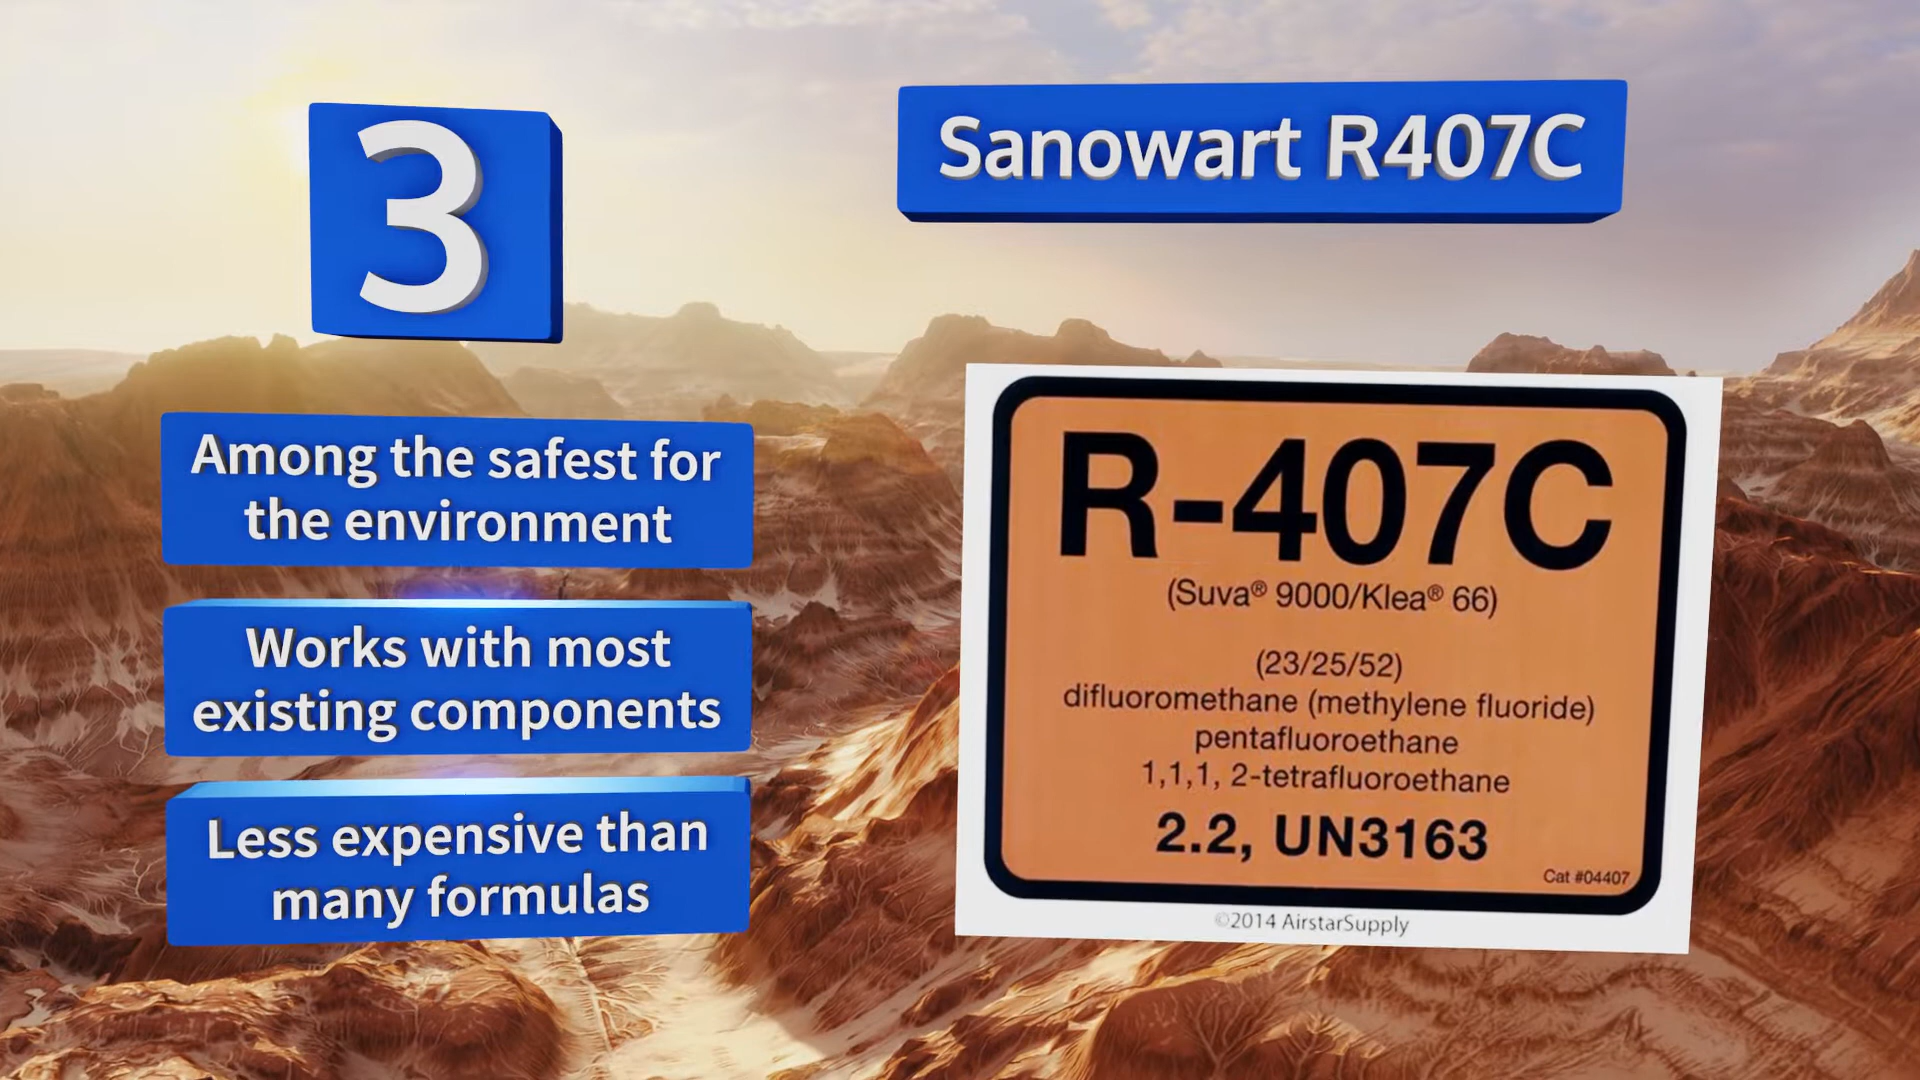 3
Sanowart R407C
Among the safest for
the environment
Works with most
existing components
Less expensive than
many formulas
R-407C
(Suva® 9000/Klea® 66)
(23/25/52)
difluoromethane (methylene fluoride)
pentafluoroethane
1,1,1, 2-tetrafluoroethane
2.2, UN3163
Cat #04407
©2014 AirstarSupply